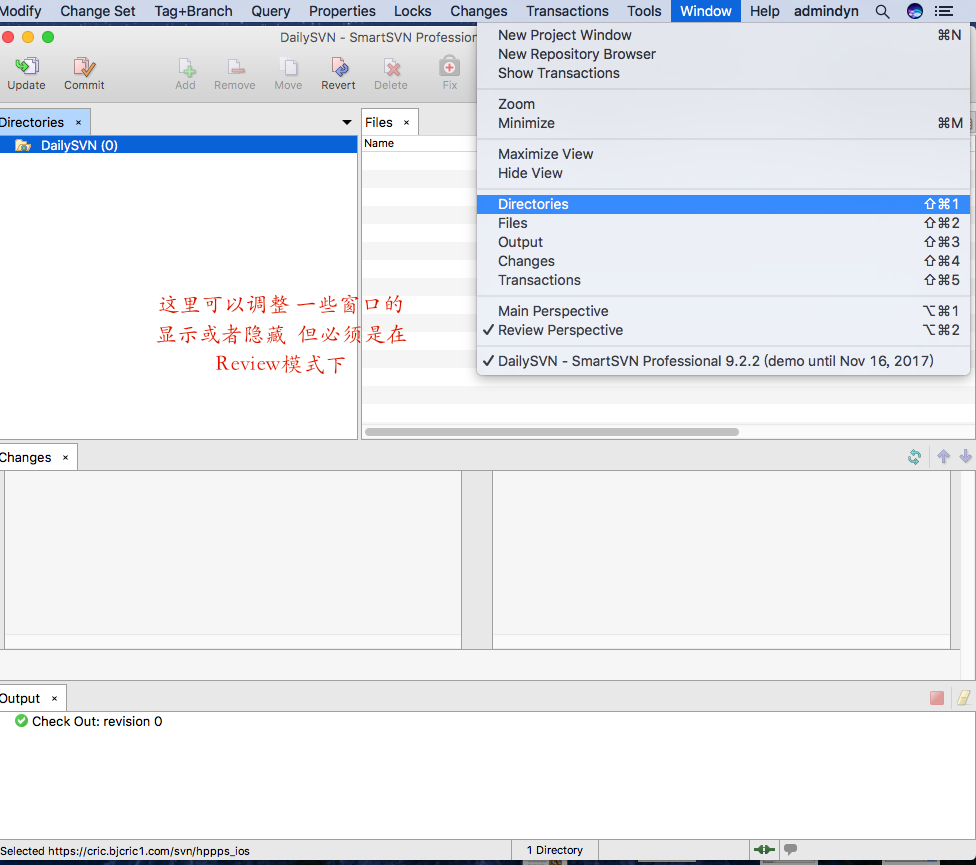 Modify Change Set Tag+Branch Query Properties Locks Changes Transactions Tools Window Help admindyn
DailySVN - SmartSVN Profession
Update Commit Add Remove Move Revert Delete Fix
Directories × Files ×
DailySVN (0)
Name
New Project Window ⌘N
New Repository Browser
Show Transactions
Zoom
Minimize ⌘M
Maximize View
Hide View
Directories ⇧⌘1
Files ⇧⌘2
Output ⇧⌘3
Changes ⇧⌘4
Transactions ⇧⌘5
Main Perspective ⌥⌘1
✓ Review Perspective ⌥⌘2
✓ DailySVN - SmartSVN Professional 9.2.2 (demo until Nov 16, 2017)
这里可以调整 一些窗口的
显示或者隐藏 但必须是在
Review模式下
Changes ×
Output ×
Check Out: revision 0
Selected https://cric.bjcric1.com/svn/hppps_ios 1 Directory